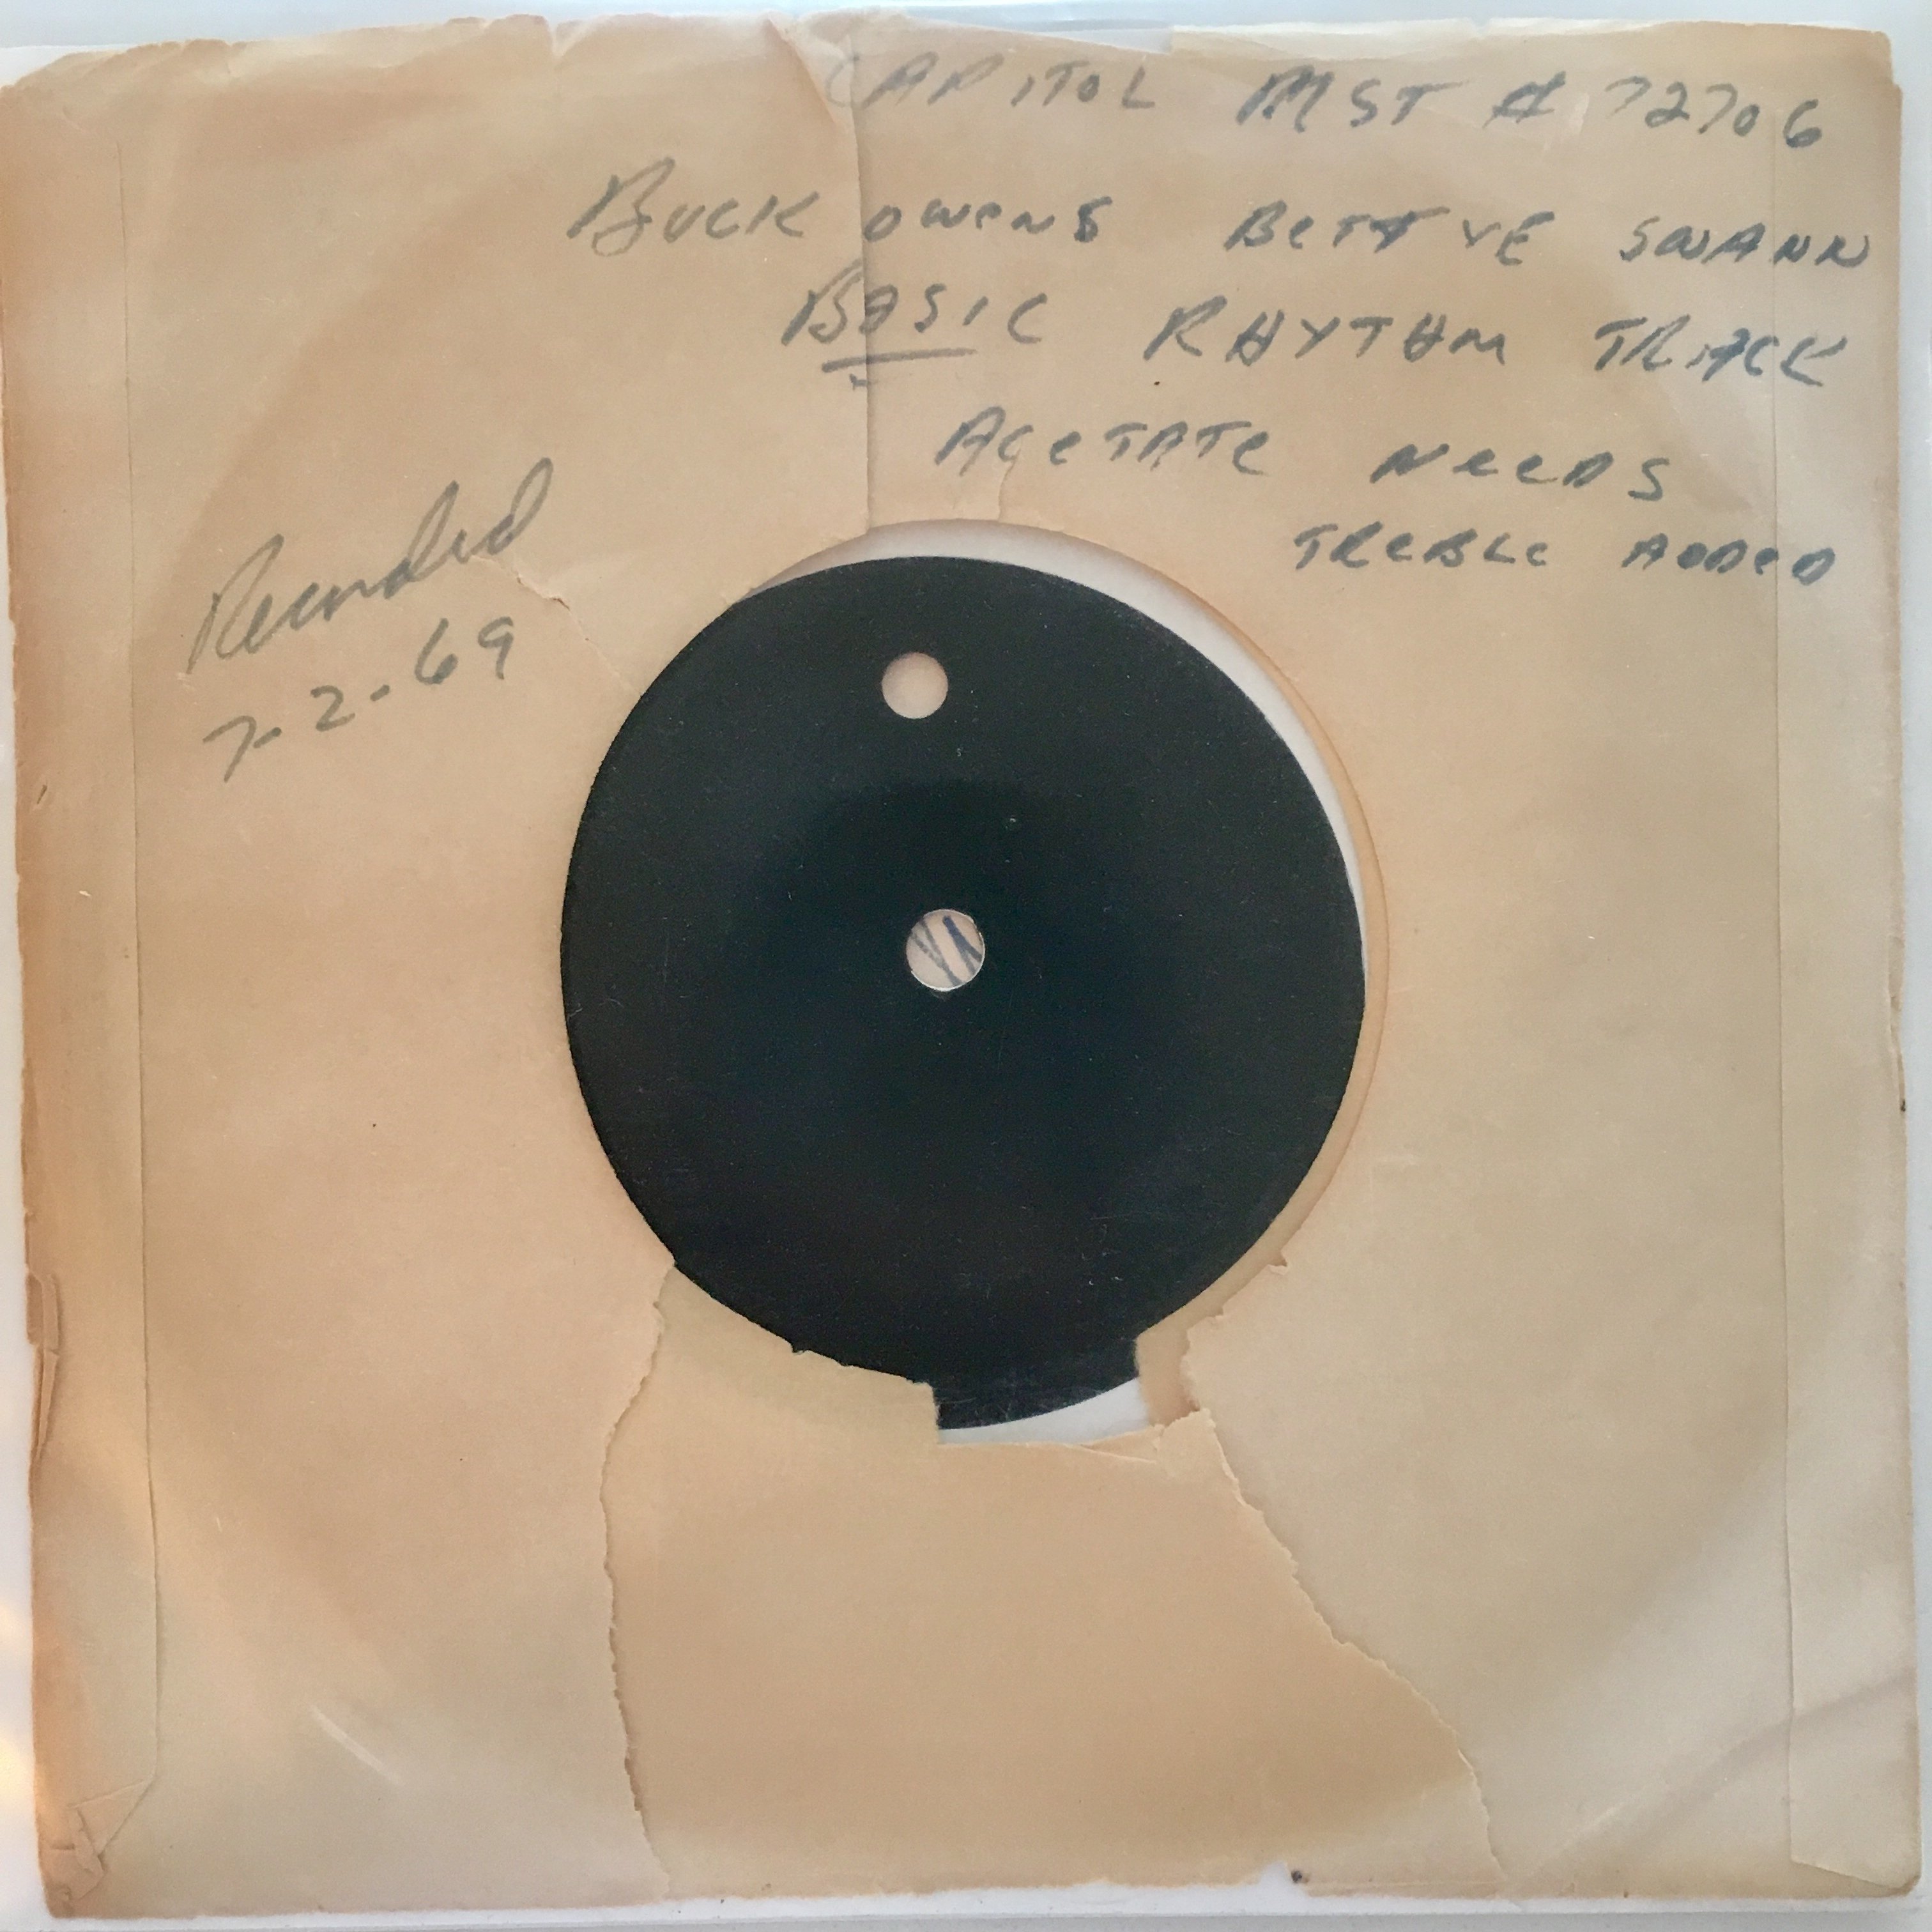 CAPITOL MST # 72706
BUCK OWENS BETTYE SWANN
BASIC RHYTHM TRACK
ACETATE NEEDS
TREBLE ADDED
Recorded
7-2-69